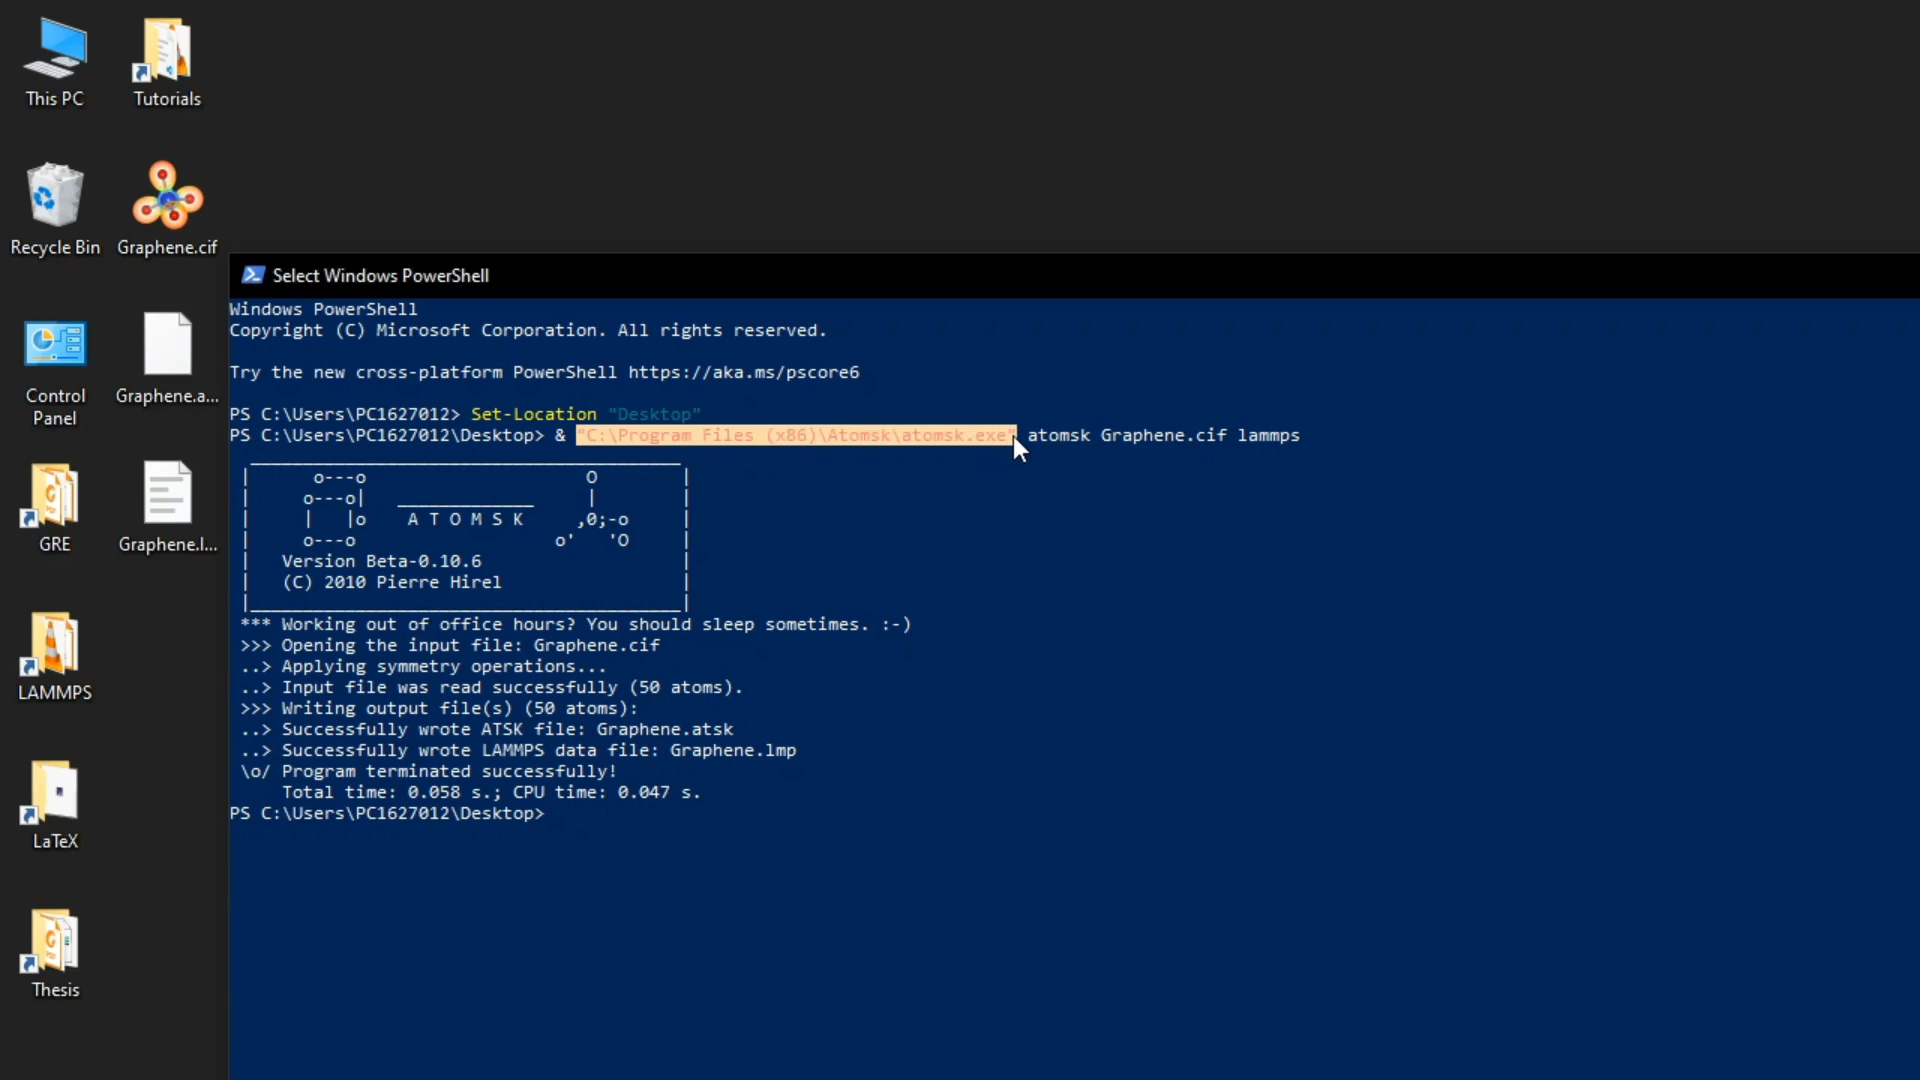 This PC
Tutorials
Recycle Bin
Graphene.cif
Control
Panel
Graphene.a...
GRE
Graphene.l...
LAMMPS
LaTeX
Thesis
Select Windows PowerShell
Windows PowerShell
Copyright (C) Microsoft Corporation. All rights reserved.
Try the new cross-platform PowerShell https://aka.ms/pscore6
PS C:\Users\PC1627012> Set-Location "Desktop"
PS C:\Users\PC1627012\Desktop> & "C:\Program Files (x86)\Atomsk\atomsk.exe" atomsk Graphene.cif lammps
 ___________________________________________
|      o---o                     O        |
|     o---o|   _____________     |        |
|     |   |o    A T O M S K     ,0;-o     |
|     o---o                   o'   'O     |
|   Version Beta-0.10.6                   |
|   (C) 2010 Pierre Hirel                 |
|_________________________________________|
*** Working out of office hours? You should sleep sometimes. :-)
>>> Opening the input file: Graphene.cif
..> Applying symmetry operations...
..> Input file was read successfully (50 atoms).
>>> Writing output file(s) (50 atoms):
..> Successfully wrote ATSK file: Graphene.atsk
..> Successfully wrote LAMMPS data file: Graphene.lmp
\o/ Program terminated successfully!
Total time: 0.058 s.; CPU time: 0.047 s.
PS C:\Users\PC1627012\Desktop>